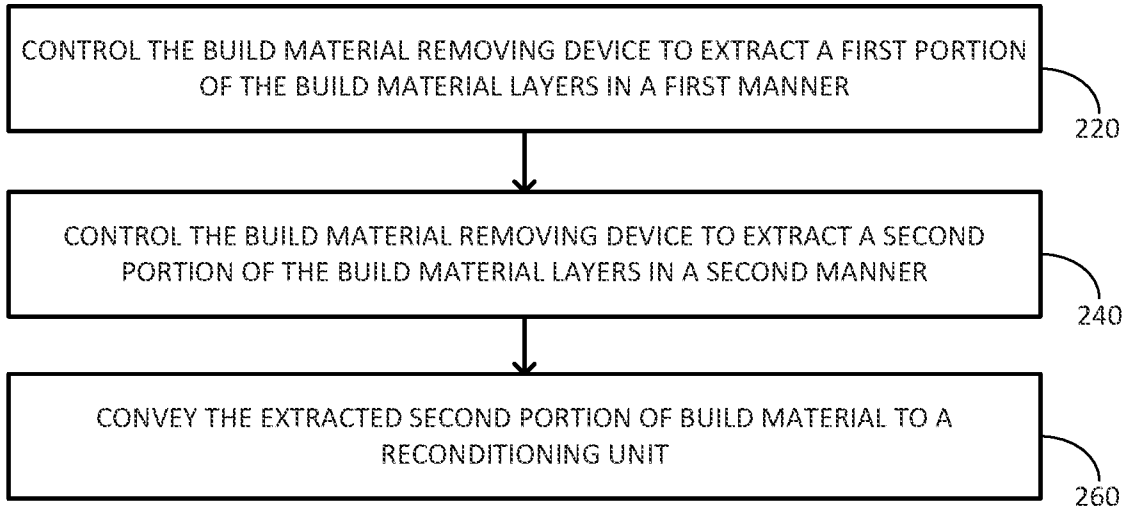 CONTROL THE BUILD MATERIAL REMOVING DEVICE TO EXTRACT A FIRST PORTION
OF THE BUILD MATERIAL LAYERS IN A FIRST MANNER
220
CONTROL THE BUILD MATERIAL REMOVING DEVICE TO EXTRACT A SECOND
PORTION OF THE BUILD MATERIAL LAYERS IN A SECOND MANNER
240
CONVEY THE EXTRACTED SECOND PORTION OF BUILD MATERIAL TO A
RECONDITIONING UNIT
260